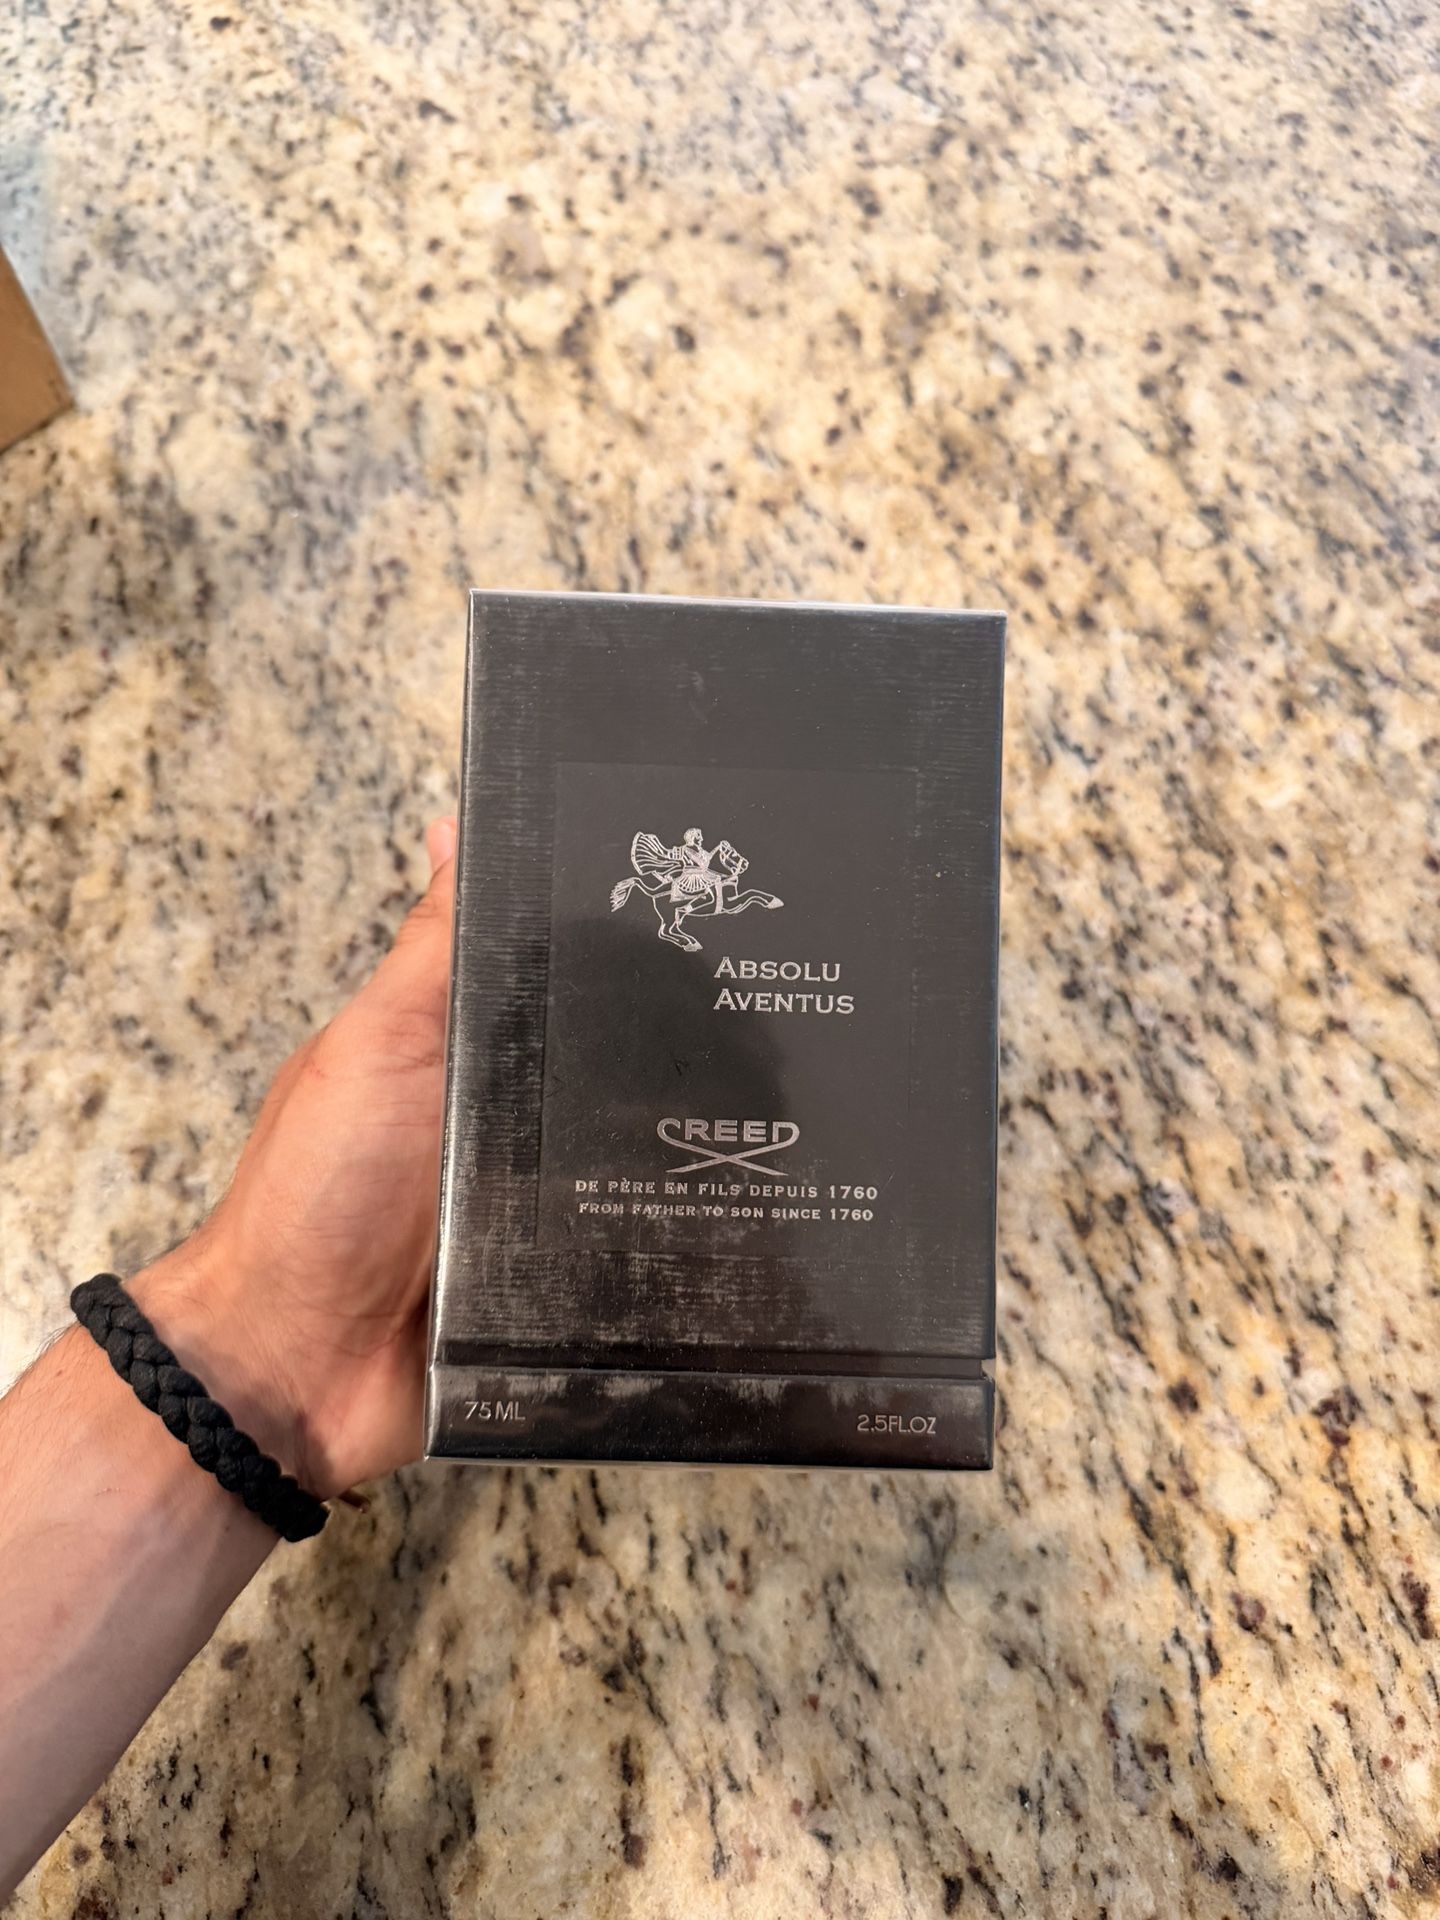 ABSOLU
AVENTUS
CREED
DE PÈRE EN FILS DEPUIS 1760
FROM FATHER TO SON SINCE 1760
75ML
2.5FL.OZ